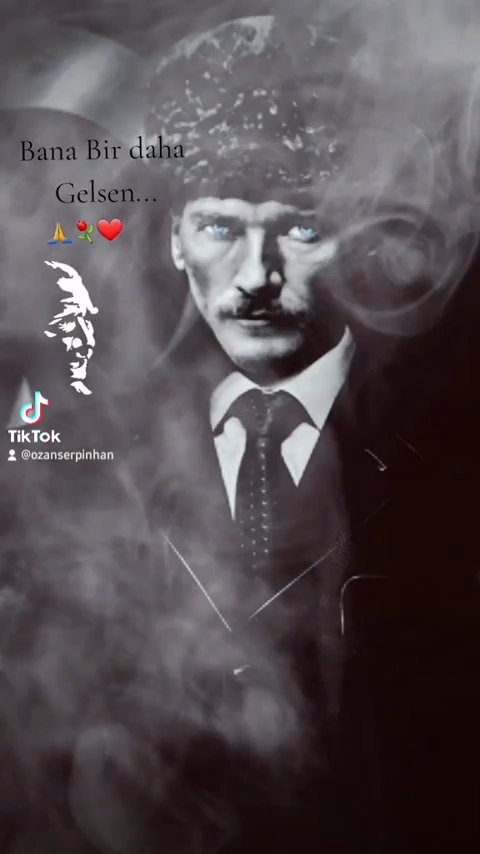 Bana Bir daha
Gelsen...
🙏🌹❤️
TikTok
@ozanserpinhan